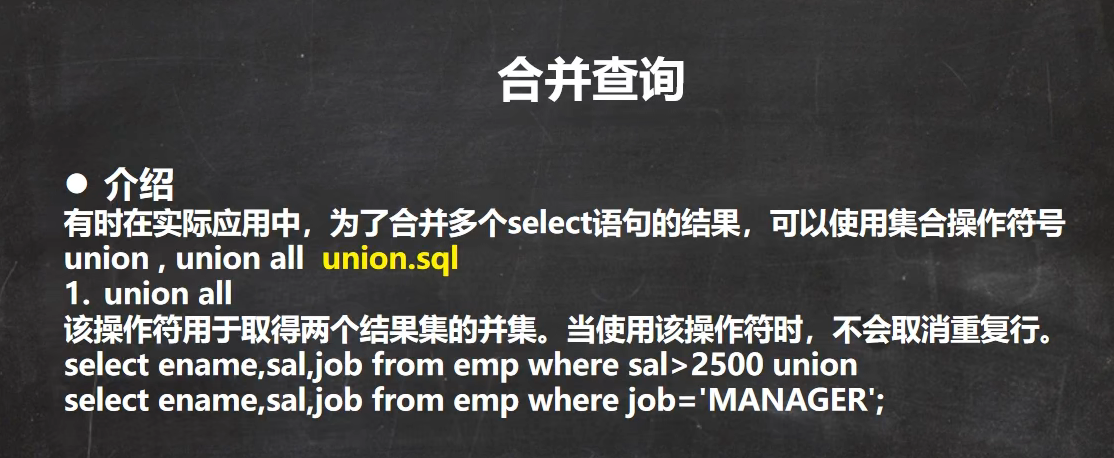 合并查询
● 介绍
有时在实际应用中，为了合并多个select语句的结果，可以使用集合操作符号
union , union all union.sql
1. union all
该操作符用于取得两个结果集的并集。当使用该操作符时，不会取消重复行。
select ename,sal,job from emp where sal>2500 union
select ename,sal,job from emp where job='MANAGER';